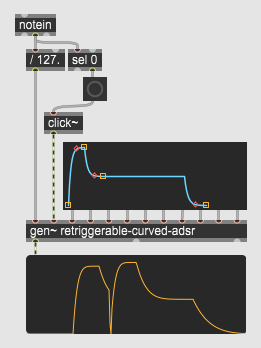 notein
/ 127. sel 0
click~
gen~ retriggerable-curved-adsr